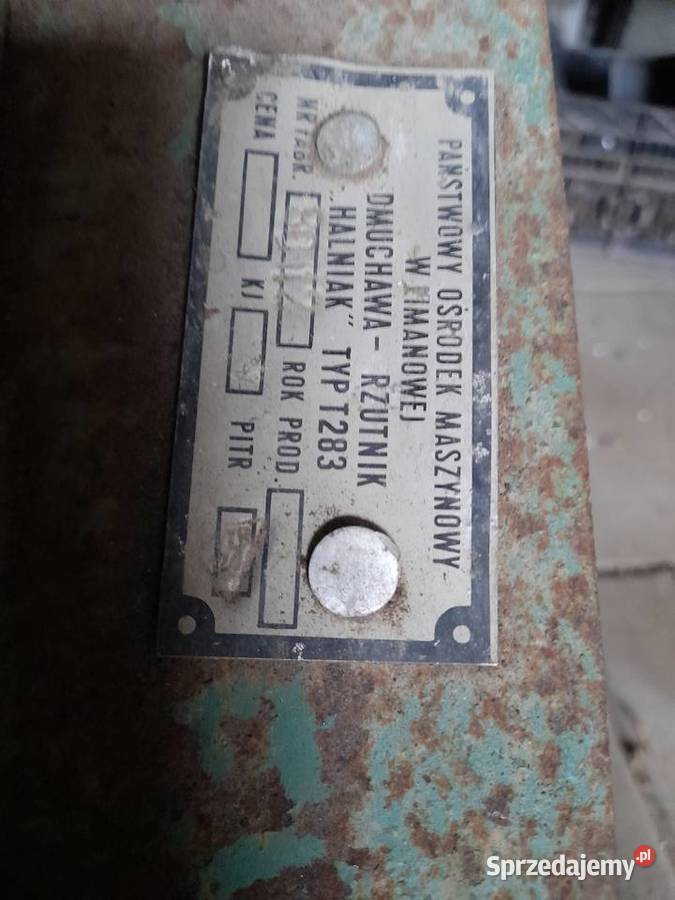 PAŃSTWOWY OŚRODEK MASZYNOWY
W LIMANOWEJ
DMUCHAWA - RZUTNIK
„HALNIAK” TYP T283
NR FABR. ROK PROD
CENA KJ PITR
Sprzedajemy.pl